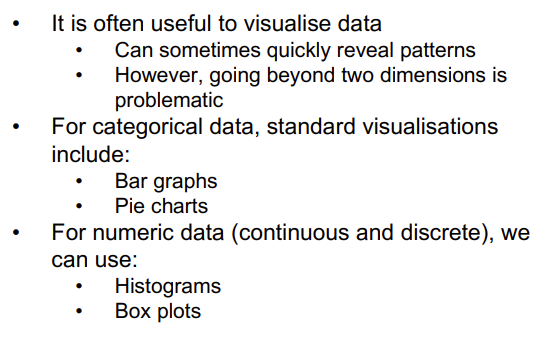 • It is often useful to visualise data
• Can sometimes quickly reveal patterns
• However, going beyond two dimensions is
problematic
• For categorical data, standard visualisations
include:
• Bar graphs
• Pie charts
• For numeric data (continuous and discrete), we
can use:
• Histograms
• Box plots